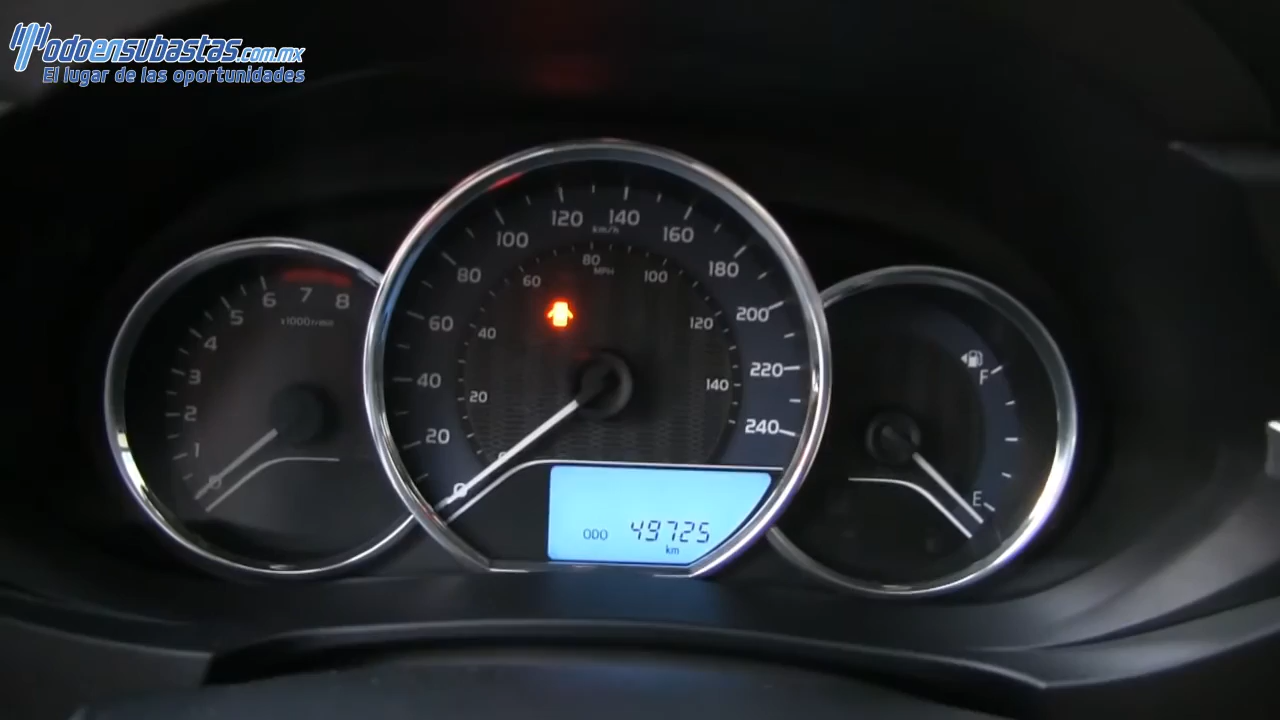 Todoensubastas.com.mx
El lugar de las oportunidades
0 1 2 3 4 5 6 7 8
x1000r/min
0 20 40 60 80 100 120 140 160 180 200 220 240
km/h
0 20 40 60 80 100 120 140
MPH
ODO 49725
km
F
E